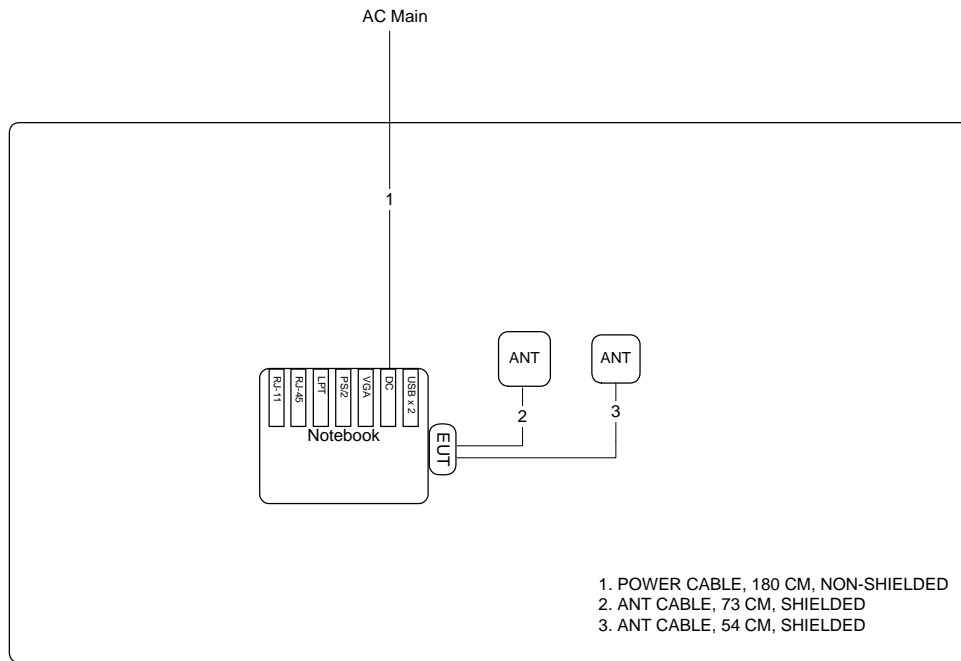 AC Main
1
ANT
ANT
RJ-11
RJ-45
LPT
PS/2
VGA
DC
USB x 2
2
3
Notebook
EUT
1. POWER CABLE, 180 CM, NON-SHIELDED
2. ANT CABLE, 73 CM, SHIELDED
3. ANT CABLE, 54 CM, SHIELDED